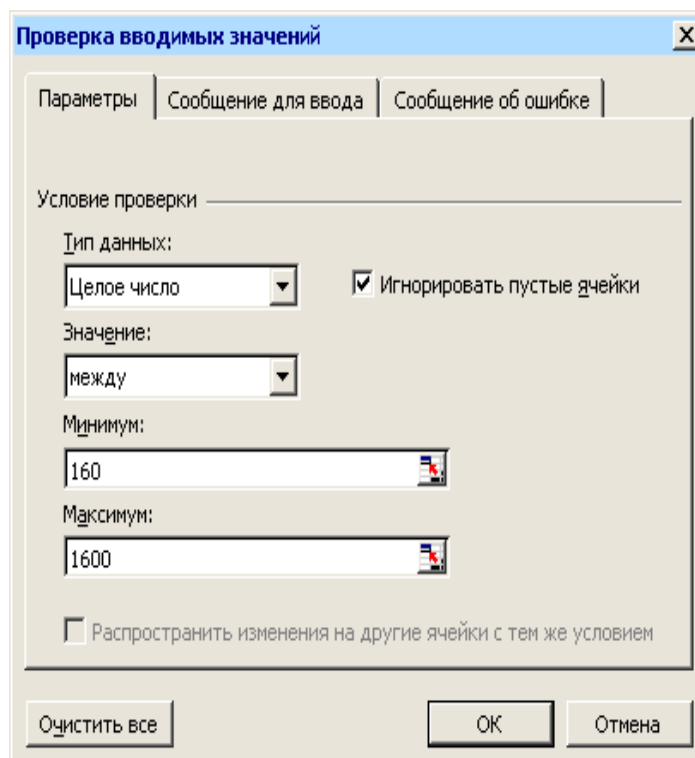 Проверка вводимых значений
Параметры Сообщение для ввода Сообщение об ошибке
Условие проверки
Тип данных:
Целое число Игнорировать пустые ячейки
Значение:
между
Минимум:
160
Максимум:
1600
Распространить изменения на другие ячейки с тем же условием
Очистить все ОК Отмена